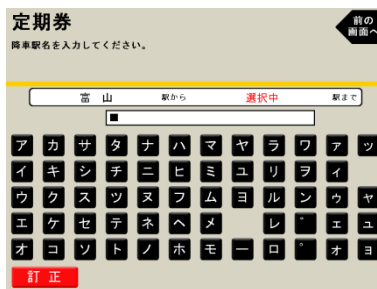 定期券
前の
画面へ
降車駅名を入力してください。
富 山 駅から 選択中 駅まで
ア カ サ タ ナ ハ マ ヤ ラ ワ ァ ッ
イ キ シ チ ニ ヒ ミ ユ リ ヲ ィ
ウ ク ス ツ ヌ フ ム ヨ ル ン ゥ ャ
エ ケ セ テ ネ ヘ メ レ ゛ ェ ュ
オ コ ソ ト ノ ホ モ ー ロ ゜ ォ ョ
訂 正